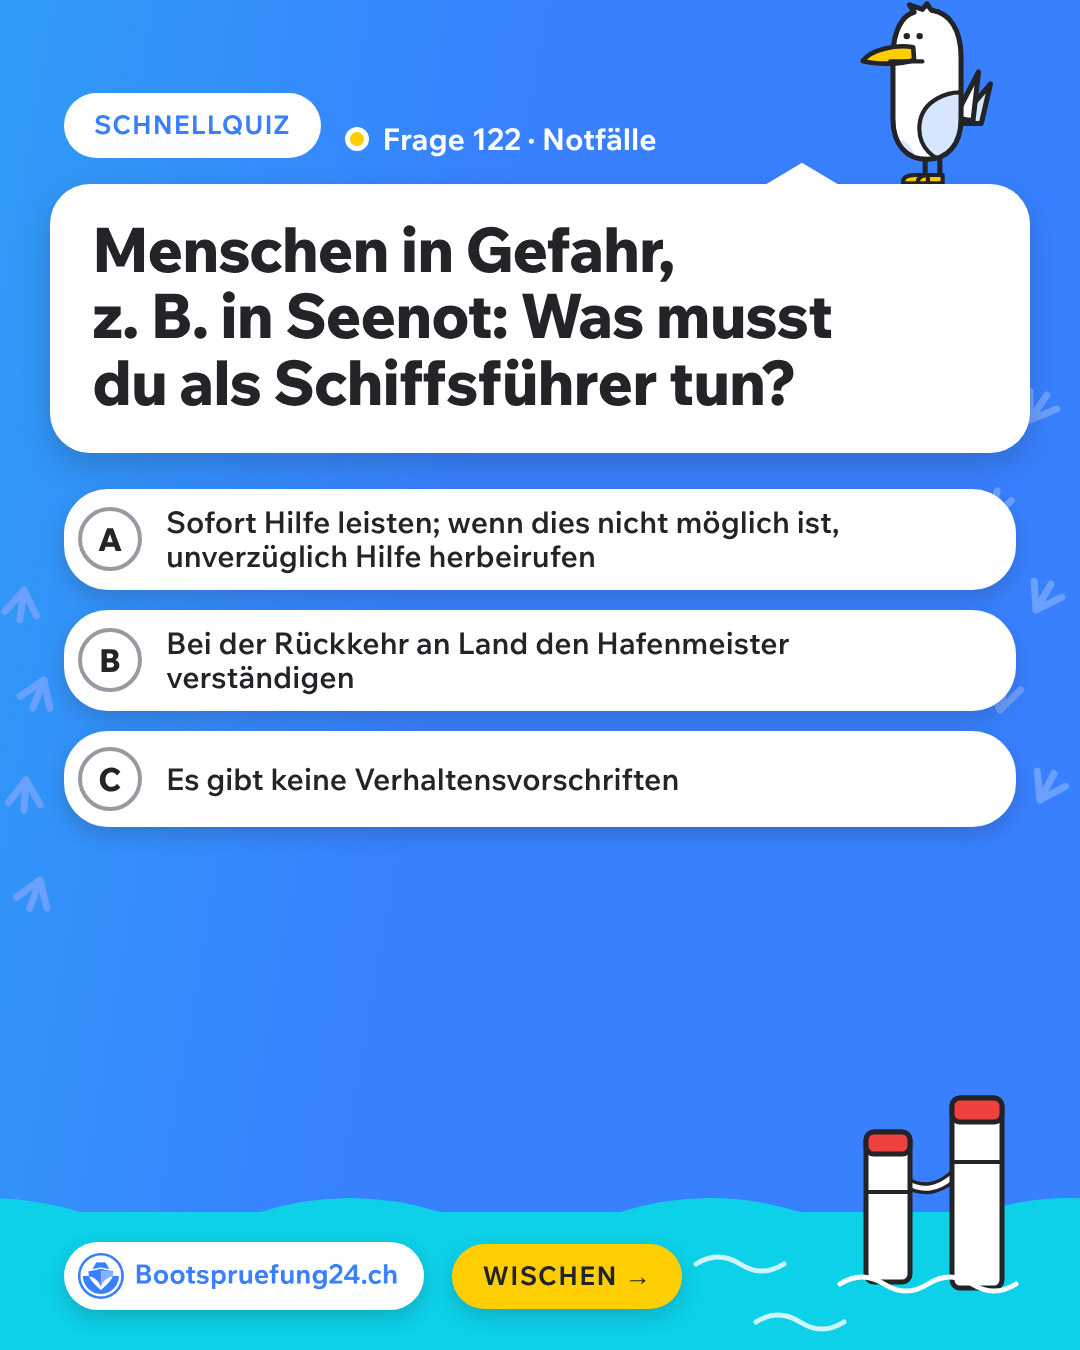 SCHNELLQUIZ
Frage 122 · Notfälle
Menschen in Gefahr,
z. B. in Seenot: Was musst
du als Schiffsführer tun?
A
Sofort Hilfe leisten; wenn dies nicht möglich ist,
unverzüglich Hilfe herbeirufen
B
Bei der Rückkehr an Land den Hafenmeister
verständigen
C
Es gibt keine Verhaltensvorschriften
Bootspruefung24.ch
WISCHEN →